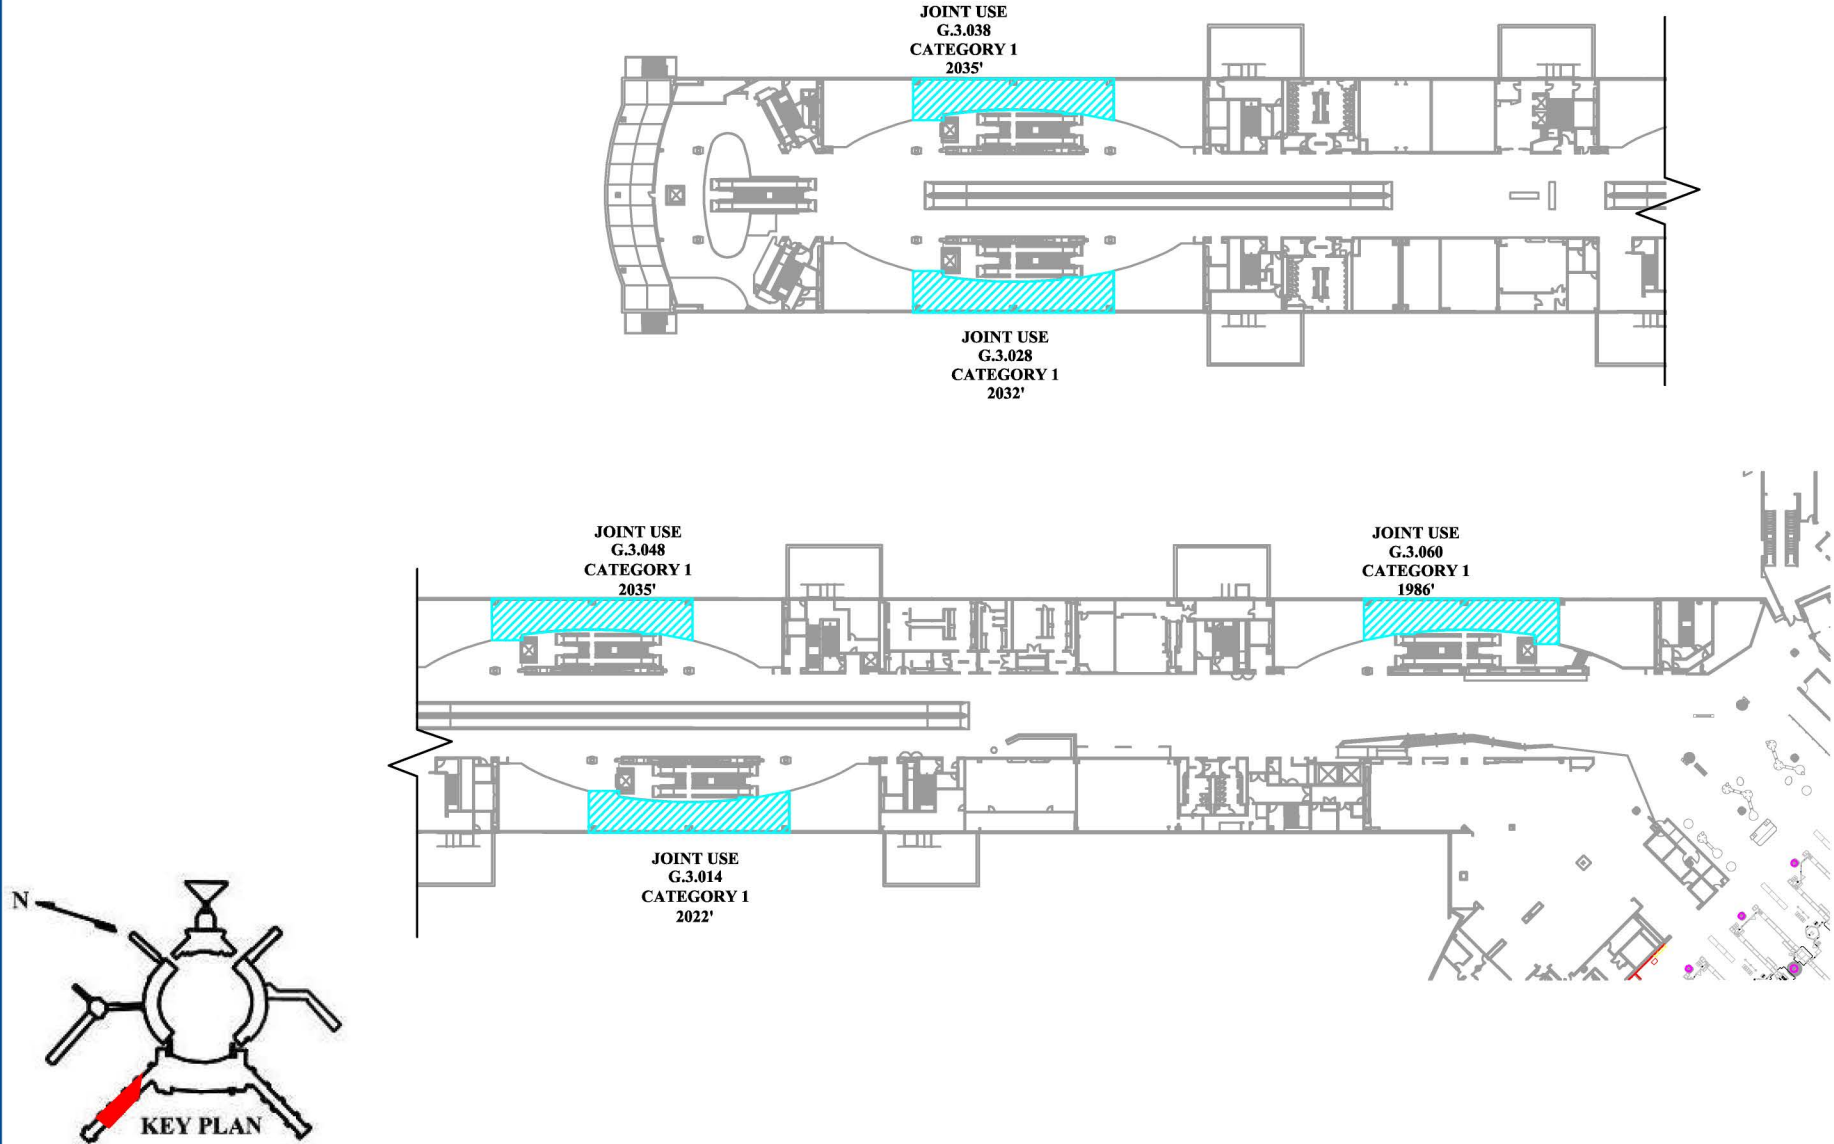 JOINT USE
G.3.038
CATEGORY 1
2035'
JOINT USE
G.3.028
CATEGORY 1
2032'
JOINT USE
G.3.048
CATEGORY 1
2035'
JOINT USE
G.3.060
CATEGORY 1
1986'
JOINT USE
G.3.014
CATEGORY 1
2022'
N
KEY PLAN